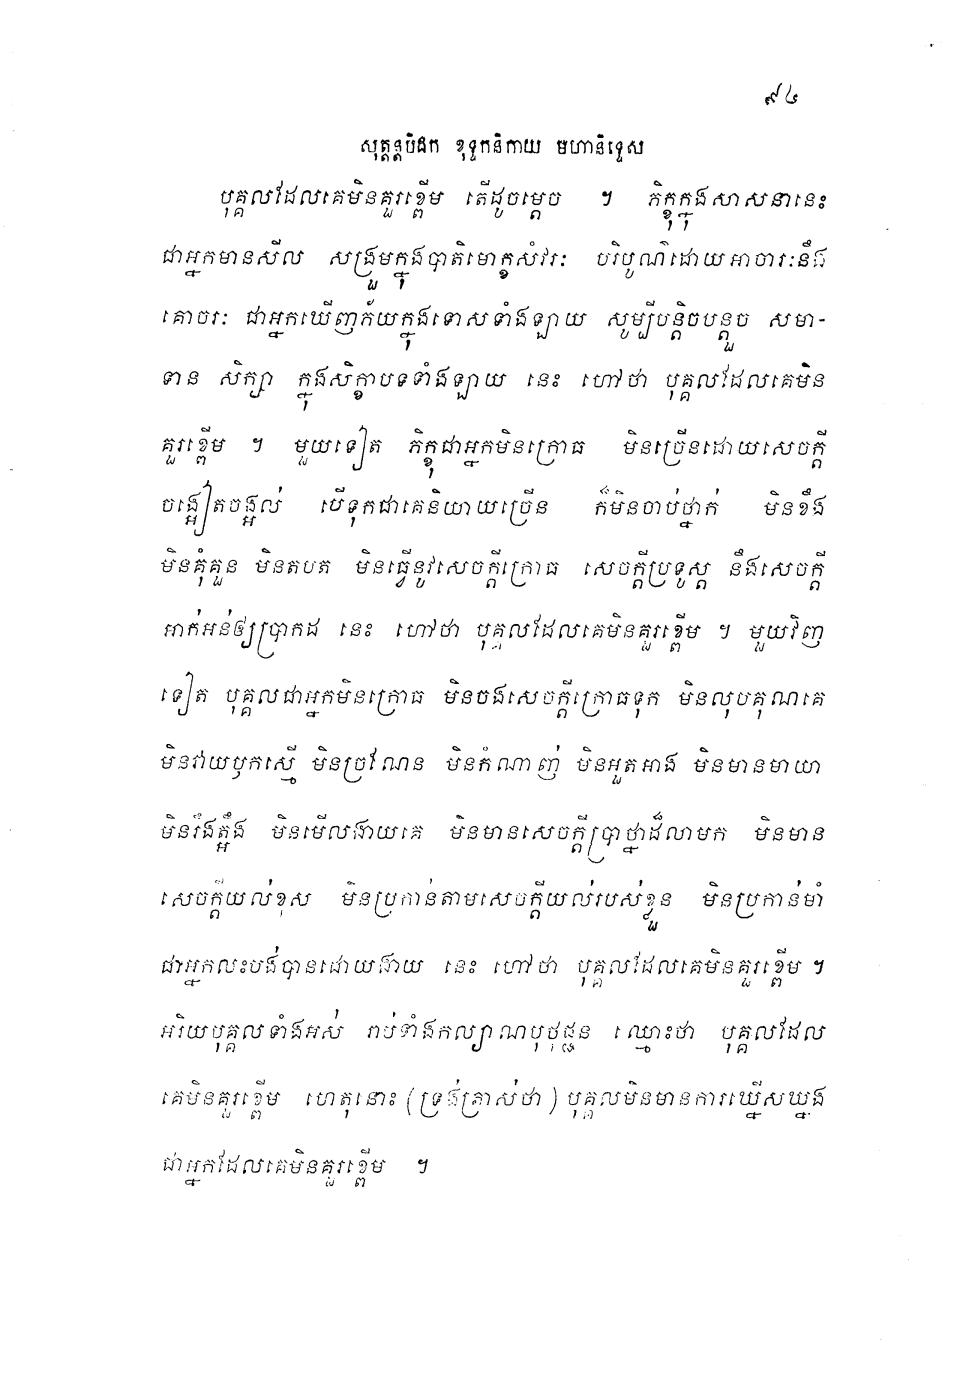 ៩៤
សុត្តន្តបិដក ខុទ្ទកនិកាយ មហានិទ្ទេស
បុគ្គលដែលគេមិនគួរខ្ពើម តើដូចម្តេច ។ ភិក្ខុក្នុងសាសនានេះ
ជាអ្នកមានសីល សង្រួមក្នុងបាតិមោក្ខសំវរៈ បរិបូណ៌ដោយអាចារៈនឹង
គោចរៈ ជាអ្នកឃើញភ័យក្នុងទោសទាំងឡាយ សូម្បីបន្តិចបន្តួច សមា-
ទាន សិក្សា ក្នុងសិក្ខាបទទាំងឡាយ នេះ ហៅថា បុគ្គលដែលគេមិន
គួរខ្ពើម ។ មួយទៀត ភិក្ខុជាអ្នកមិនក្រោធ មិនច្រើនដោយសេចក្តី
ចង្អៀតចង្អល់ បើទុកជាគេនិយាយច្រើន ក៏មិនចាប់ថ្នាក់ មិនខឹង
មិនគុំគួន មិនតបត មិនធ្វើនូវសេចក្តីក្រោធ សេចក្តីប្រទូស្ត នឹងសេចក្តី
អាក់អន់ឲ្យប្រាកដ នេះ ហៅថា បុគ្គលដែលគេមិនគួរខ្ពើម ។ មួយវិញ
ទៀត បុគ្គលជាអ្នកមិនក្រោធ មិនចងសេចក្តីក្រោធទុក មិនលុបគុណគេ
មិនវាយឫកស្មើ មិនច្រណែន មិនកំណាញ់ មិនអួតអាង មិនមានមាយា
មិនរឹងត្អឹង មិនមើលងាយគេ មិនមានសេចក្តីប្រាថ្នាដ៏លាមក មិនមាន
សេចក្តីយល់ខុស មិនប្រកាន់តាមសេចក្តីយល់របស់ខ្លួន មិនប្រកាន់មាំ
ជាអ្នកលះបង់បានដោយងាយ នេះ ហៅថា បុគ្គលដែលគេមិនគួរខ្ពើម ។
អរិយបុគ្គលទាំងអស់ រាប់ទាំងកល្យាណបុថុជ្ជន ឈ្មោះថា បុគ្គលដែល
គេមិនគួរខ្ពើម ហេតុនោះ (ទ្រង់ត្រាស់ថា) បុគ្គលមិនមានការឃ្នើសឃ្នង
ជាអ្នកដែលគេមិនគួរខ្ពើម ។